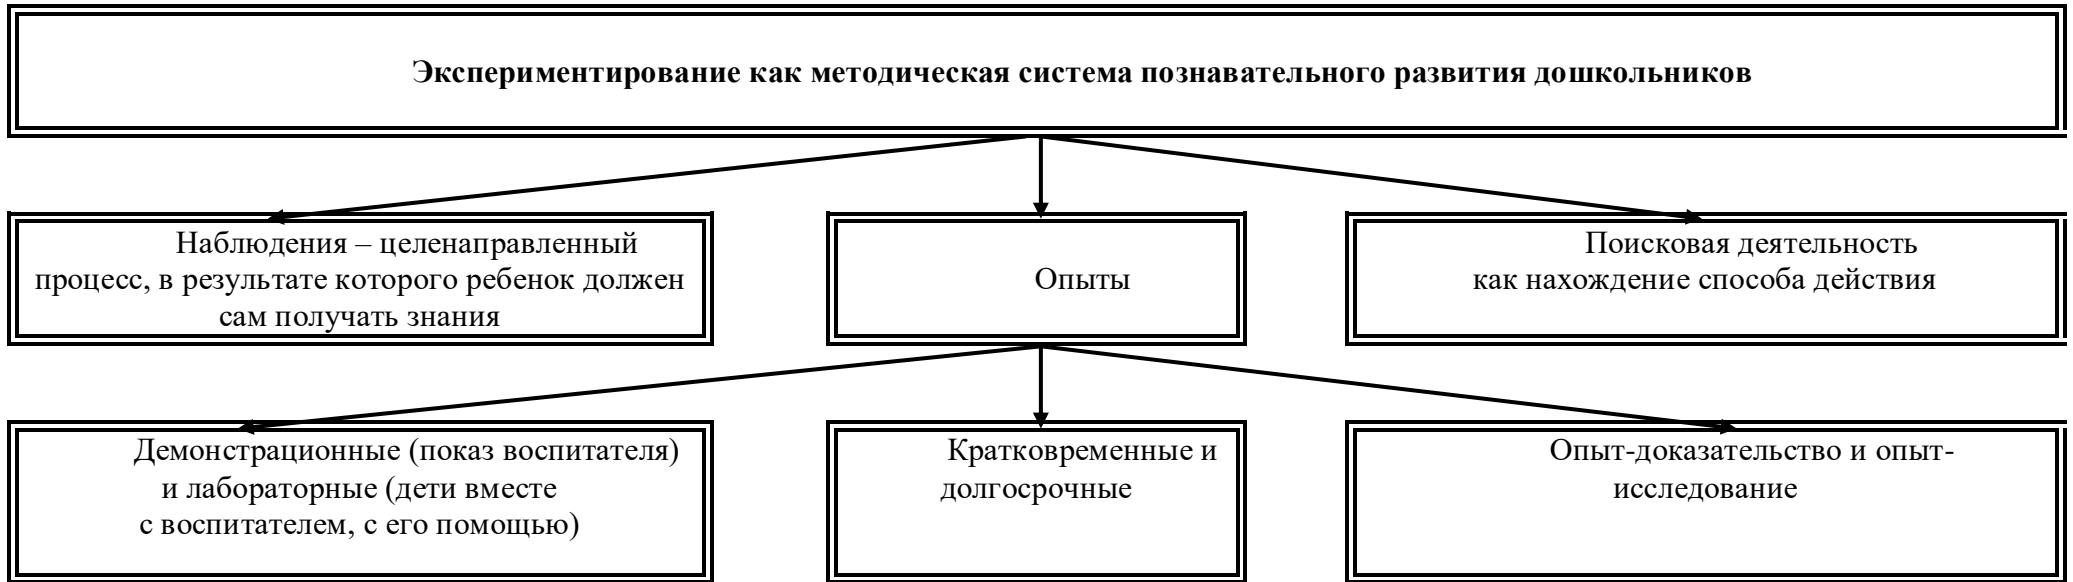 Экспериментирование как методическая система познавательного развития дошкольников
Наблюдения – целенаправленный
процесс, в результате которого ребенок должен
сам получать знания
Опыты
Поисковая деятельность
как нахождение способа действия
Демонстрационные (показ воспитателя)
и лабораторные (дети вместе
с воспитателем, с его помощью)
Кратковременные и
долгосрочные
Опыт-доказательство и опыт-
исследование